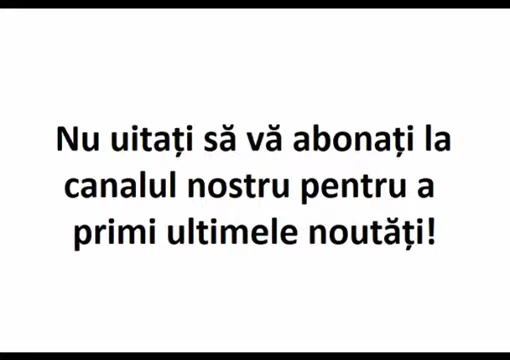 Nu uitați să vă abonați la
canalul nostru pentru a
primi ultimele noutăți!